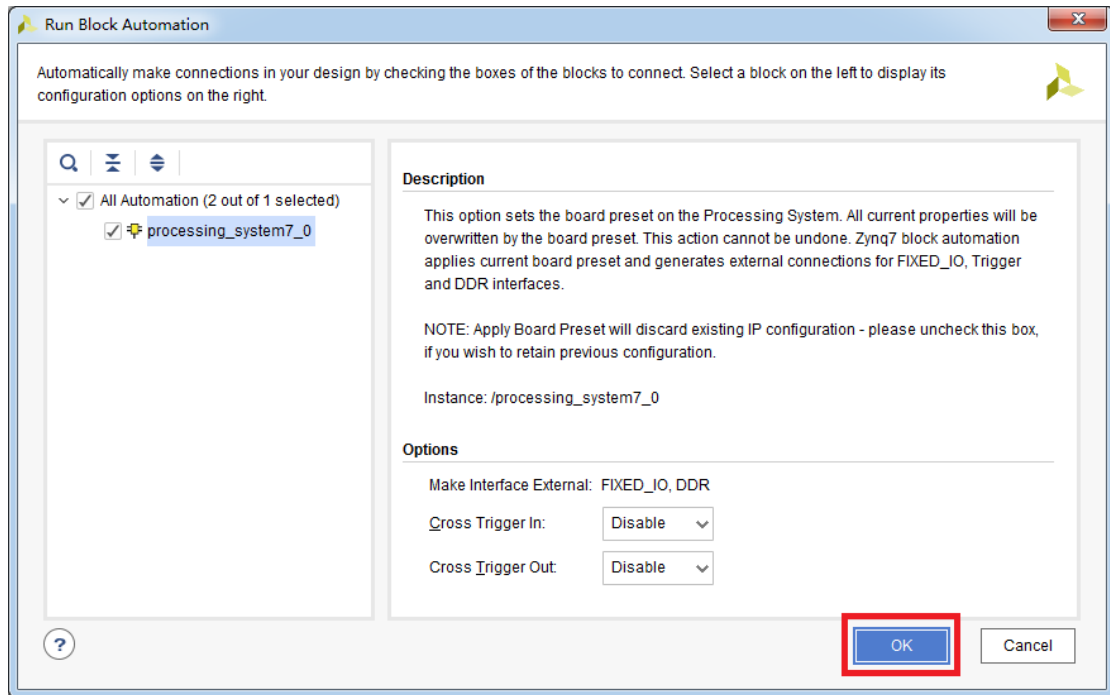 Run Block Automation
Automatically make connections in your design by checking the boxes of the blocks to connect. Select a block on the left to display its
configuration options on the right.
All Automation (2 out of 1 selected)
processing_system7_0
Description
This option sets the board preset on the Processing System. All current properties will be
overwritten by the board preset. This action cannot be undone. Zynq7 block automation
applies current board preset and generates external connections for FIXED_IO, Trigger
and DDR interfaces.
NOTE: Apply Board Preset will discard existing IP configuration - please uncheck this box,
if you wish to retain previous configuration.
Instance: /processing_system7_0
Options
Make Interface External: FIXED_IO, DDR
Cross Trigger In: Disable
Cross Trigger Out: Disable
?
OK
Cancel